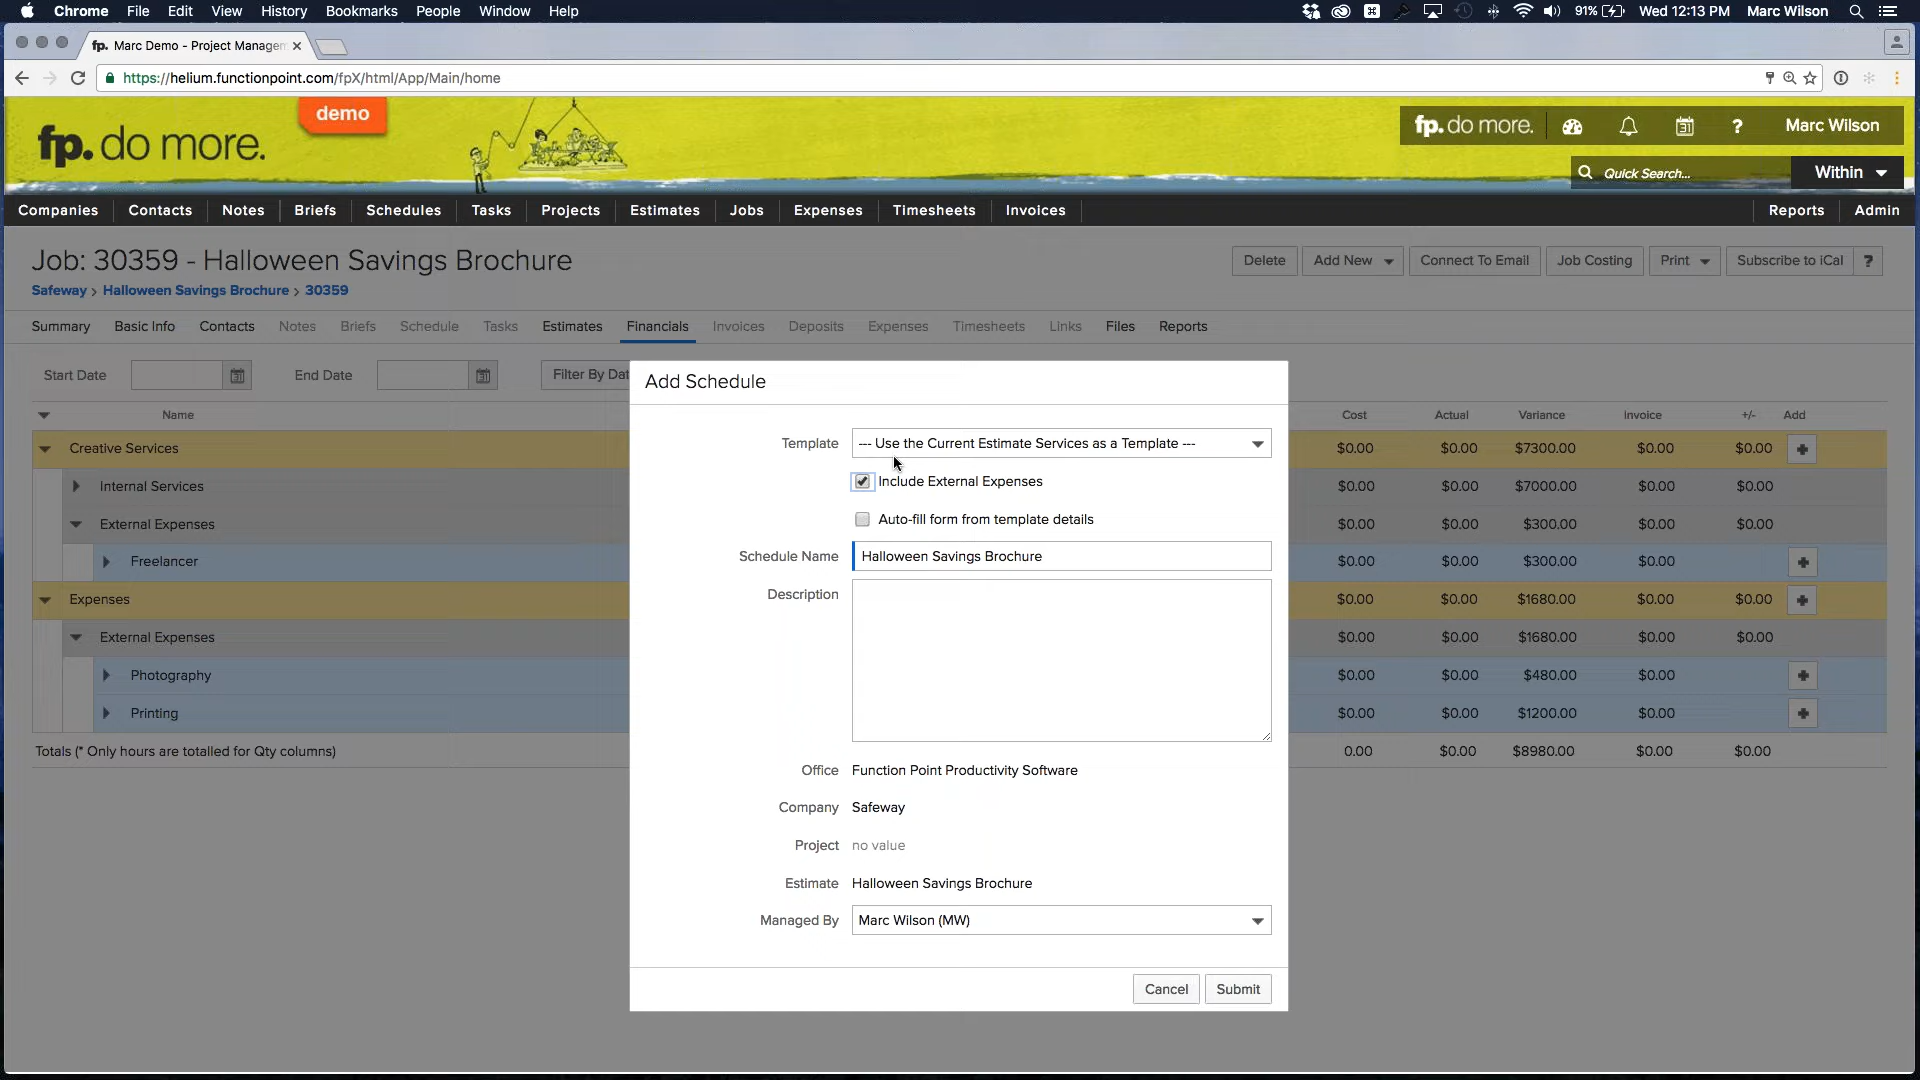 Chrome File Edit View History Bookmarks People Window Help 91% Wed 12:13 PM Marc Wilson
fp. Marc Demo - Project Managem
https://helium.functionpoint.com/fpX/html/App/Main/home
fp. do more. demo fp. do more. 31 ? Marc Wilson
Quick Search... Within
Companies Contacts Notes Briefs Schedules Tasks Projects Estimates Jobs Expenses Timesheets Invoices Reports Admin
Job: 30359 - Halloween Savings Brochure Delete Add New Connect To Email Job Costing Print Subscribe to iCal ?
Safeway > Halloween Savings Brochure > 30359
Summary Basic Info Contacts Notes Briefs Schedule Tasks Estimates Financials Invoices Deposits Expenses Timesheets Links Files Reports
Start Date End Date Filter By Dat
Name Cost Actual Variance Invoice +/- Add
Creative Services $0.00 $0.00 $7300.00 $0.00 $0.00
Internal Services $0.00 $0.00 $7000.00 $0.00 $0.00
External Expenses $0.00 $0.00 $300.00 $0.00 $0.00
Freelancer $0.00 $0.00 $300.00 $0.00
Expenses $0.00 $0.00 $1680.00 $0.00 $0.00
External Expenses $0.00 $0.00 $1680.00 $0.00 $0.00
Photography $0.00 $0.00 $480.00 $0.00
Printing $0.00 $0.00 $1200.00 $0.00
Totals (* Only hours are totalled for Qty columns) 0.00 $0.00 $8980.00 $0.00 $0.00
Add Schedule
Template --- Use the Current Estimate Services as a Template ---
Include External Expenses
Auto-fill form from template details
Schedule Name Halloween Savings Brochure
Description
Office Function Point Productivity Software
Company Safeway
Project no value
Estimate Halloween Savings Brochure
Managed By Marc Wilson (MW)
Cancel Submit